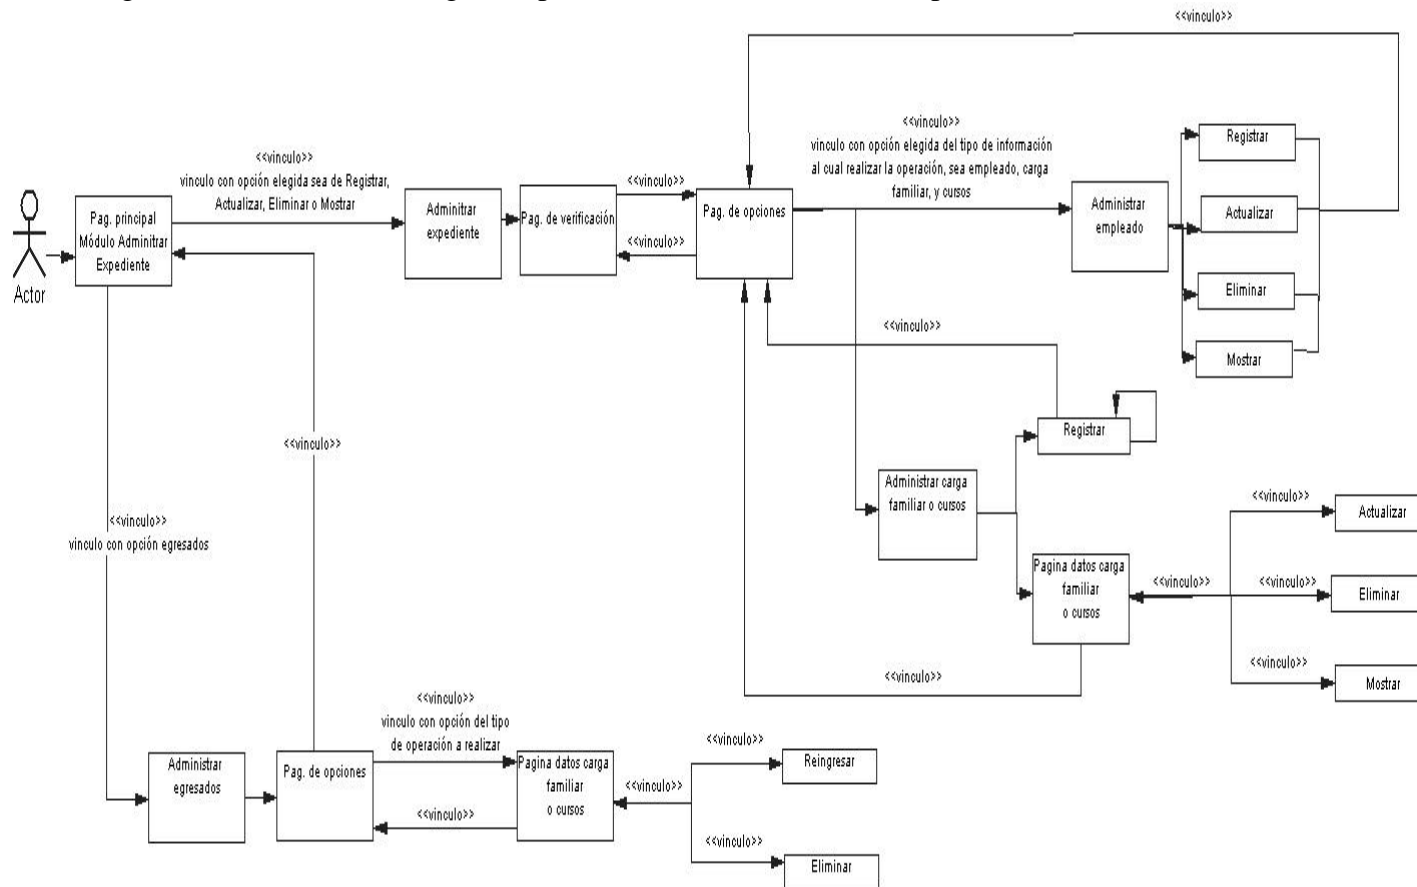 <<vinculo>>
<<vinculo>>
vinculo con opción elegida del tipo de información
al cual realizar la operación, sea empleado, carga
familiar, y cursos
<<vinculo>>
vinculo con opción elegida sea de Registrar,
Actualizar, Eliminar o Mostrar
Actor
Pag. principal
Módulo Adminitrar
Expediente
Adminitrar
expediente
Pag. de verificación
<<vinculo>>
<<vinculo>>
Pag. de opciones
Administrar
empleado
Registrar
Actualizar
Eliminar
Mostrar
<<vinculo>>
Registrar
<<vinculo>>
Administrar carga
familiar o cursos
<<vinculo>>
vinculo con opción egresados
Pagina datos carga
familiar
o cursos
<<vinculo>>
<<vinculo>>
Actualizar
<<vinculo>>
Eliminar
<<vinculo>>
Mostrar
<<vinculo>>
<<vinculo>>
vinculo con opción del tipo
de operación a realizar
Administrar
egresados
Pag. de opciones
Pagina datos carga
familiar
o cursos
<<vinculo>>
<<vinculo>>
<<vinculo>>
Reingresar
<<vinculo>>
Eliminar